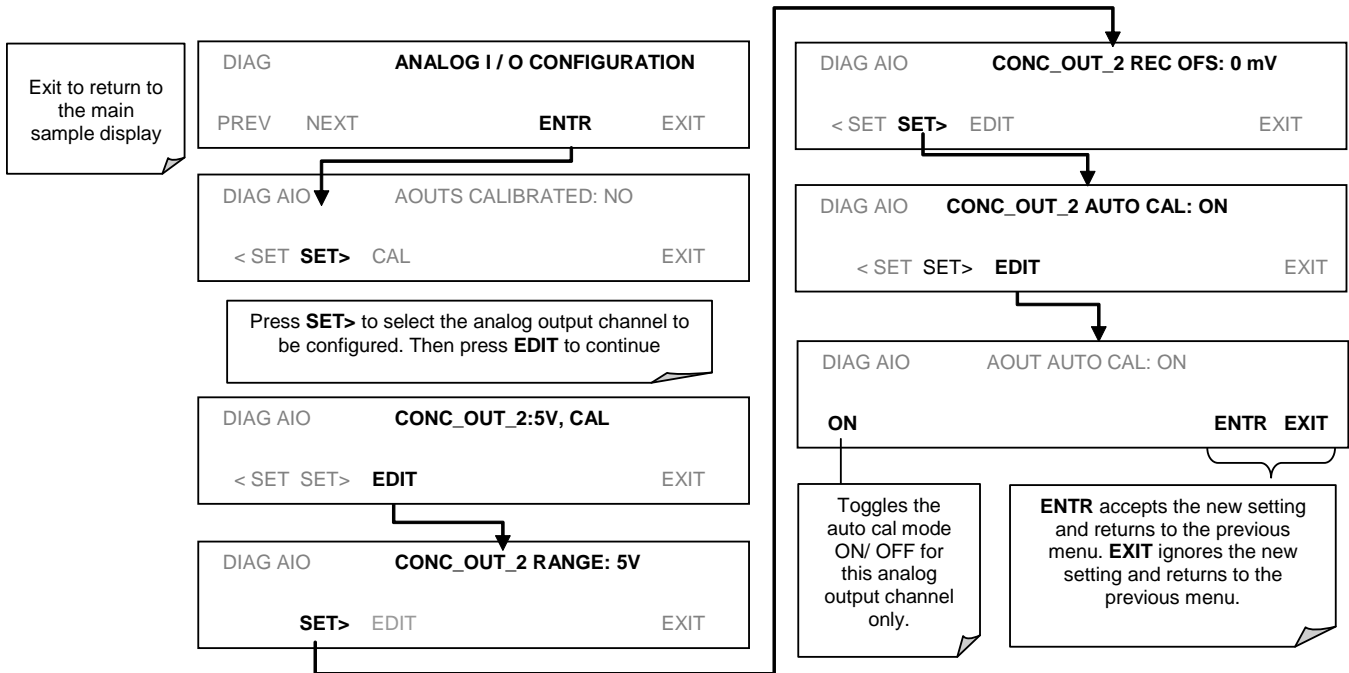 Exit to return to
the main
sample display
DIAG ANALOG I / O CONFIGURATION
PREV NEXT ENTR EXIT
DIAG AIO AOUTS CALIBRATED: NO
< SET SET> CAL EXIT
Press SET> to select the analog output channel to
be configured. Then press EDIT to continue
DIAG AIO CONC_OUT_2:5V, CAL
< SET SET> EDIT EXIT
DIAG AIO CONC_OUT_2 RANGE: 5V
SET> EDIT EXIT
DIAG AIO CONC_OUT_2 REC OFS: 0 mV
< SET SET> EDIT EXIT
DIAG AIO CONC_OUT_2 AUTO CAL: ON
< SET SET> EDIT EXIT
DIAG AIO AOUT AUTO CAL: ON
ON ENTR EXIT
Toggles the
auto cal mode
ON/ OFF for
this analog
output channel
only.
ENTR accepts the new setting
and returns to the previous
menu. EXIT ignores the new
setting and returns to the
previous menu.